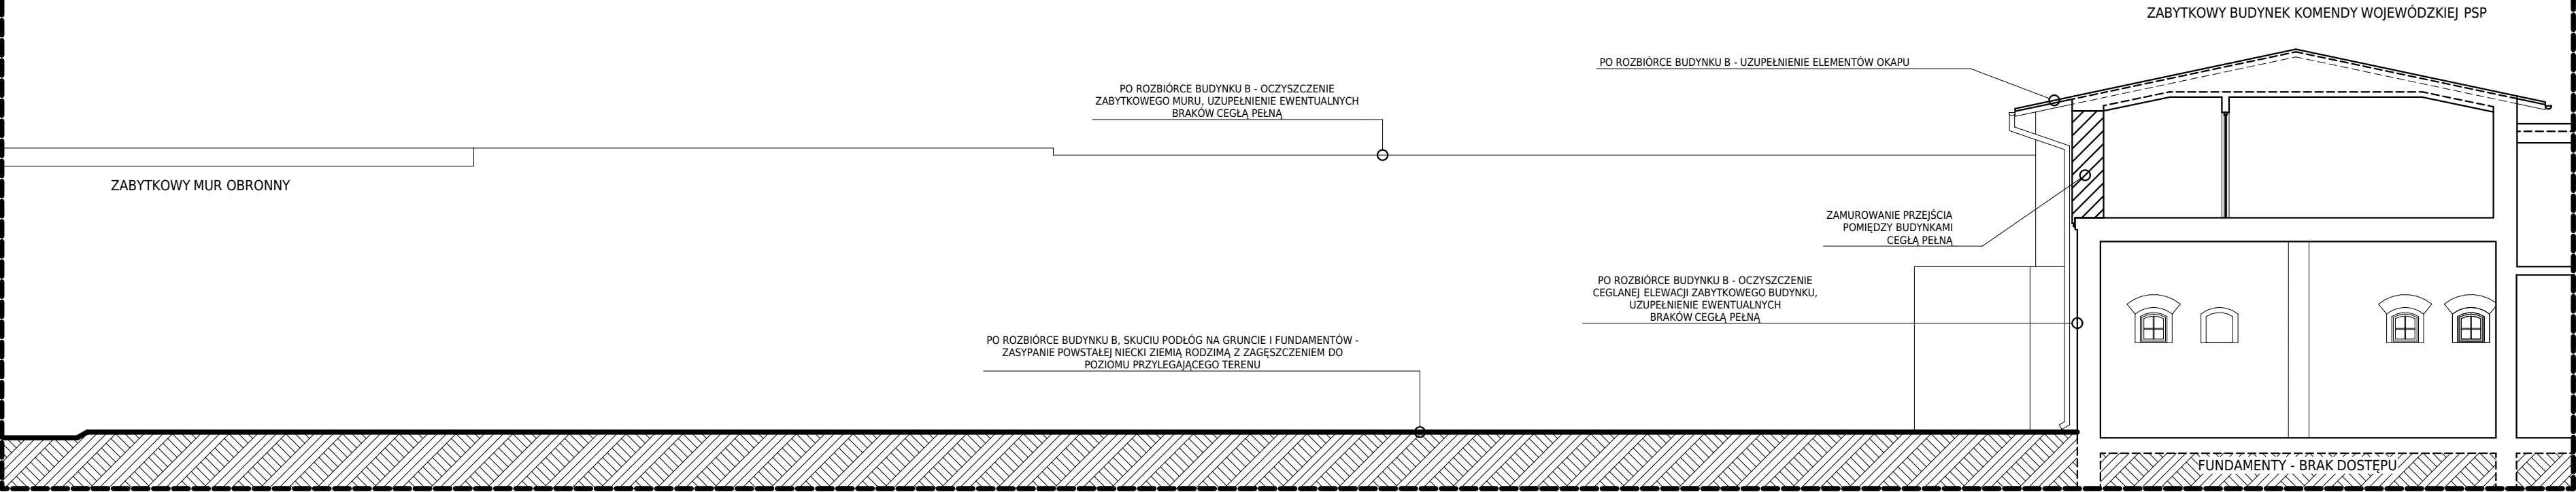 ZABYTKOWY BUDYNEK KOMENDY WOJEWÓDZKIEJ PSP
PO ROZBIÓRCE BUDYNKU B - UZUPEŁNIENIE ELEMENTÓW OKAPU
PO ROZBIÓRCE BUDYNKU B - OCZYSZCZENIE
ZABYTKOWEGO MURU, UZUPEŁNIENIE EWENTUALNYCH
BRAKÓW CEGŁĄ PEŁNĄ
ZABYTKOWY MUR OBRONNY
ZAMUROWANIE PRZEJŚCIA
POMIĘDZY BUDYNKAMI
CEGŁĄ PEŁNĄ
PO ROZBIÓRCE BUDYNKU B - OCZYSZCZENIE
CEGLANEJ ELEWACJI ZABYTKOWEGO BUDYNKU,
UZUPEŁNIENIE EWENTUALNYCH
BRAKÓW CEGŁĄ PEŁNĄ
PO ROZBIÓRCE BUDYNKU B, SKUCIU PODŁÓG NA GRUNCIE I FUNDAMENTÓW -
ZASYPANIE POWSTAŁEJ NIECKI ZIEMIĄ RODZIMĄ Z ZAGĘSZCZENIEM DO
POZIOMU PRZYLEGAJĄCEGO TERENU
FUNDAMENTY - BRAK DOSTĘPU